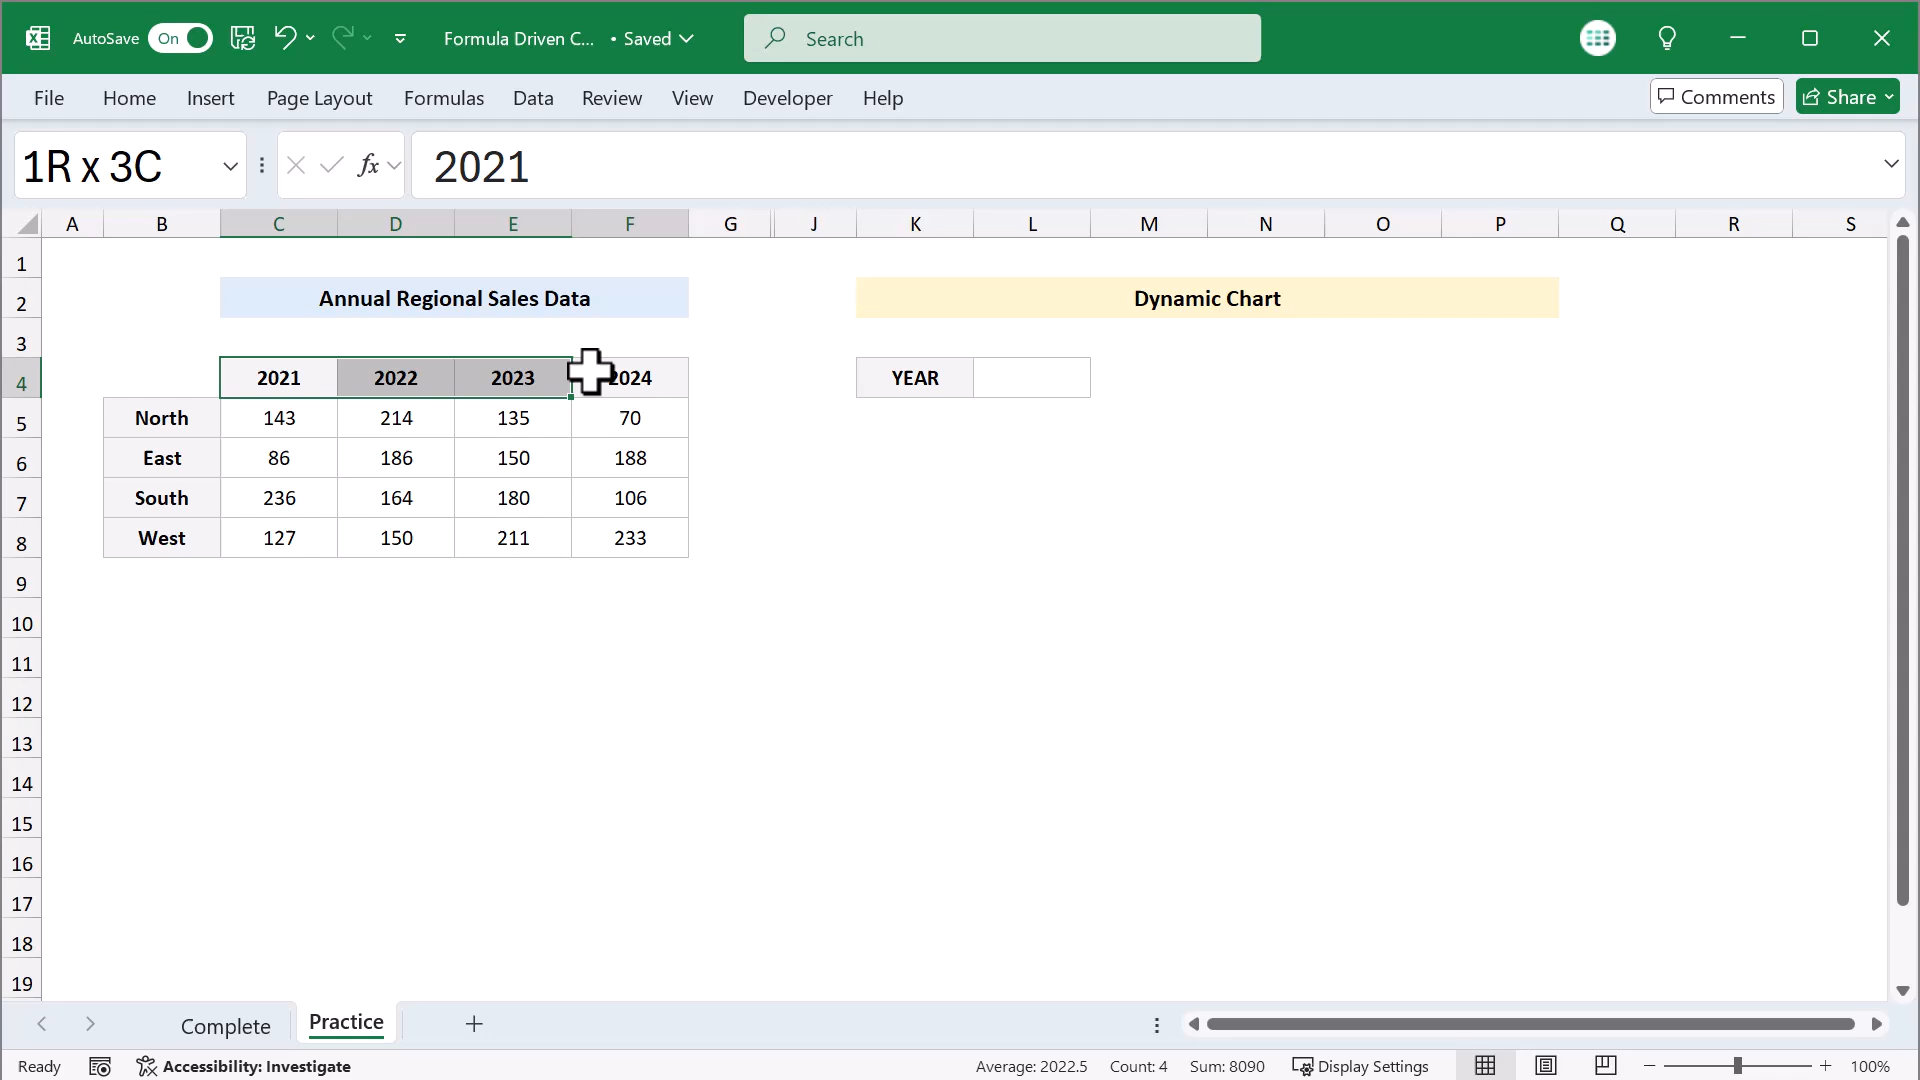 AutoSave On Formula Driven C... • Saved Search
File Home Insert Page Layout Formulas Data Review View Developer Help Comments Share
1R x 3C fx 2021
A B C D E F G J K L M N O P Q R S
1
2 Annual Regional Sales Data Dynamic Chart
3
4 2021 2022 2023 2024 YEAR
5 North 143 214 135 70
6 East 86 186 150 188
7 South 236 164 180 106
8 West 127 150 211 233
9
10
11
12
13
14
15
16
17
18
19
Complete Practice
Ready Accessibility: Investigate Average: 2022.5 Count: 4 Sum: 8090 Display Settings 100%